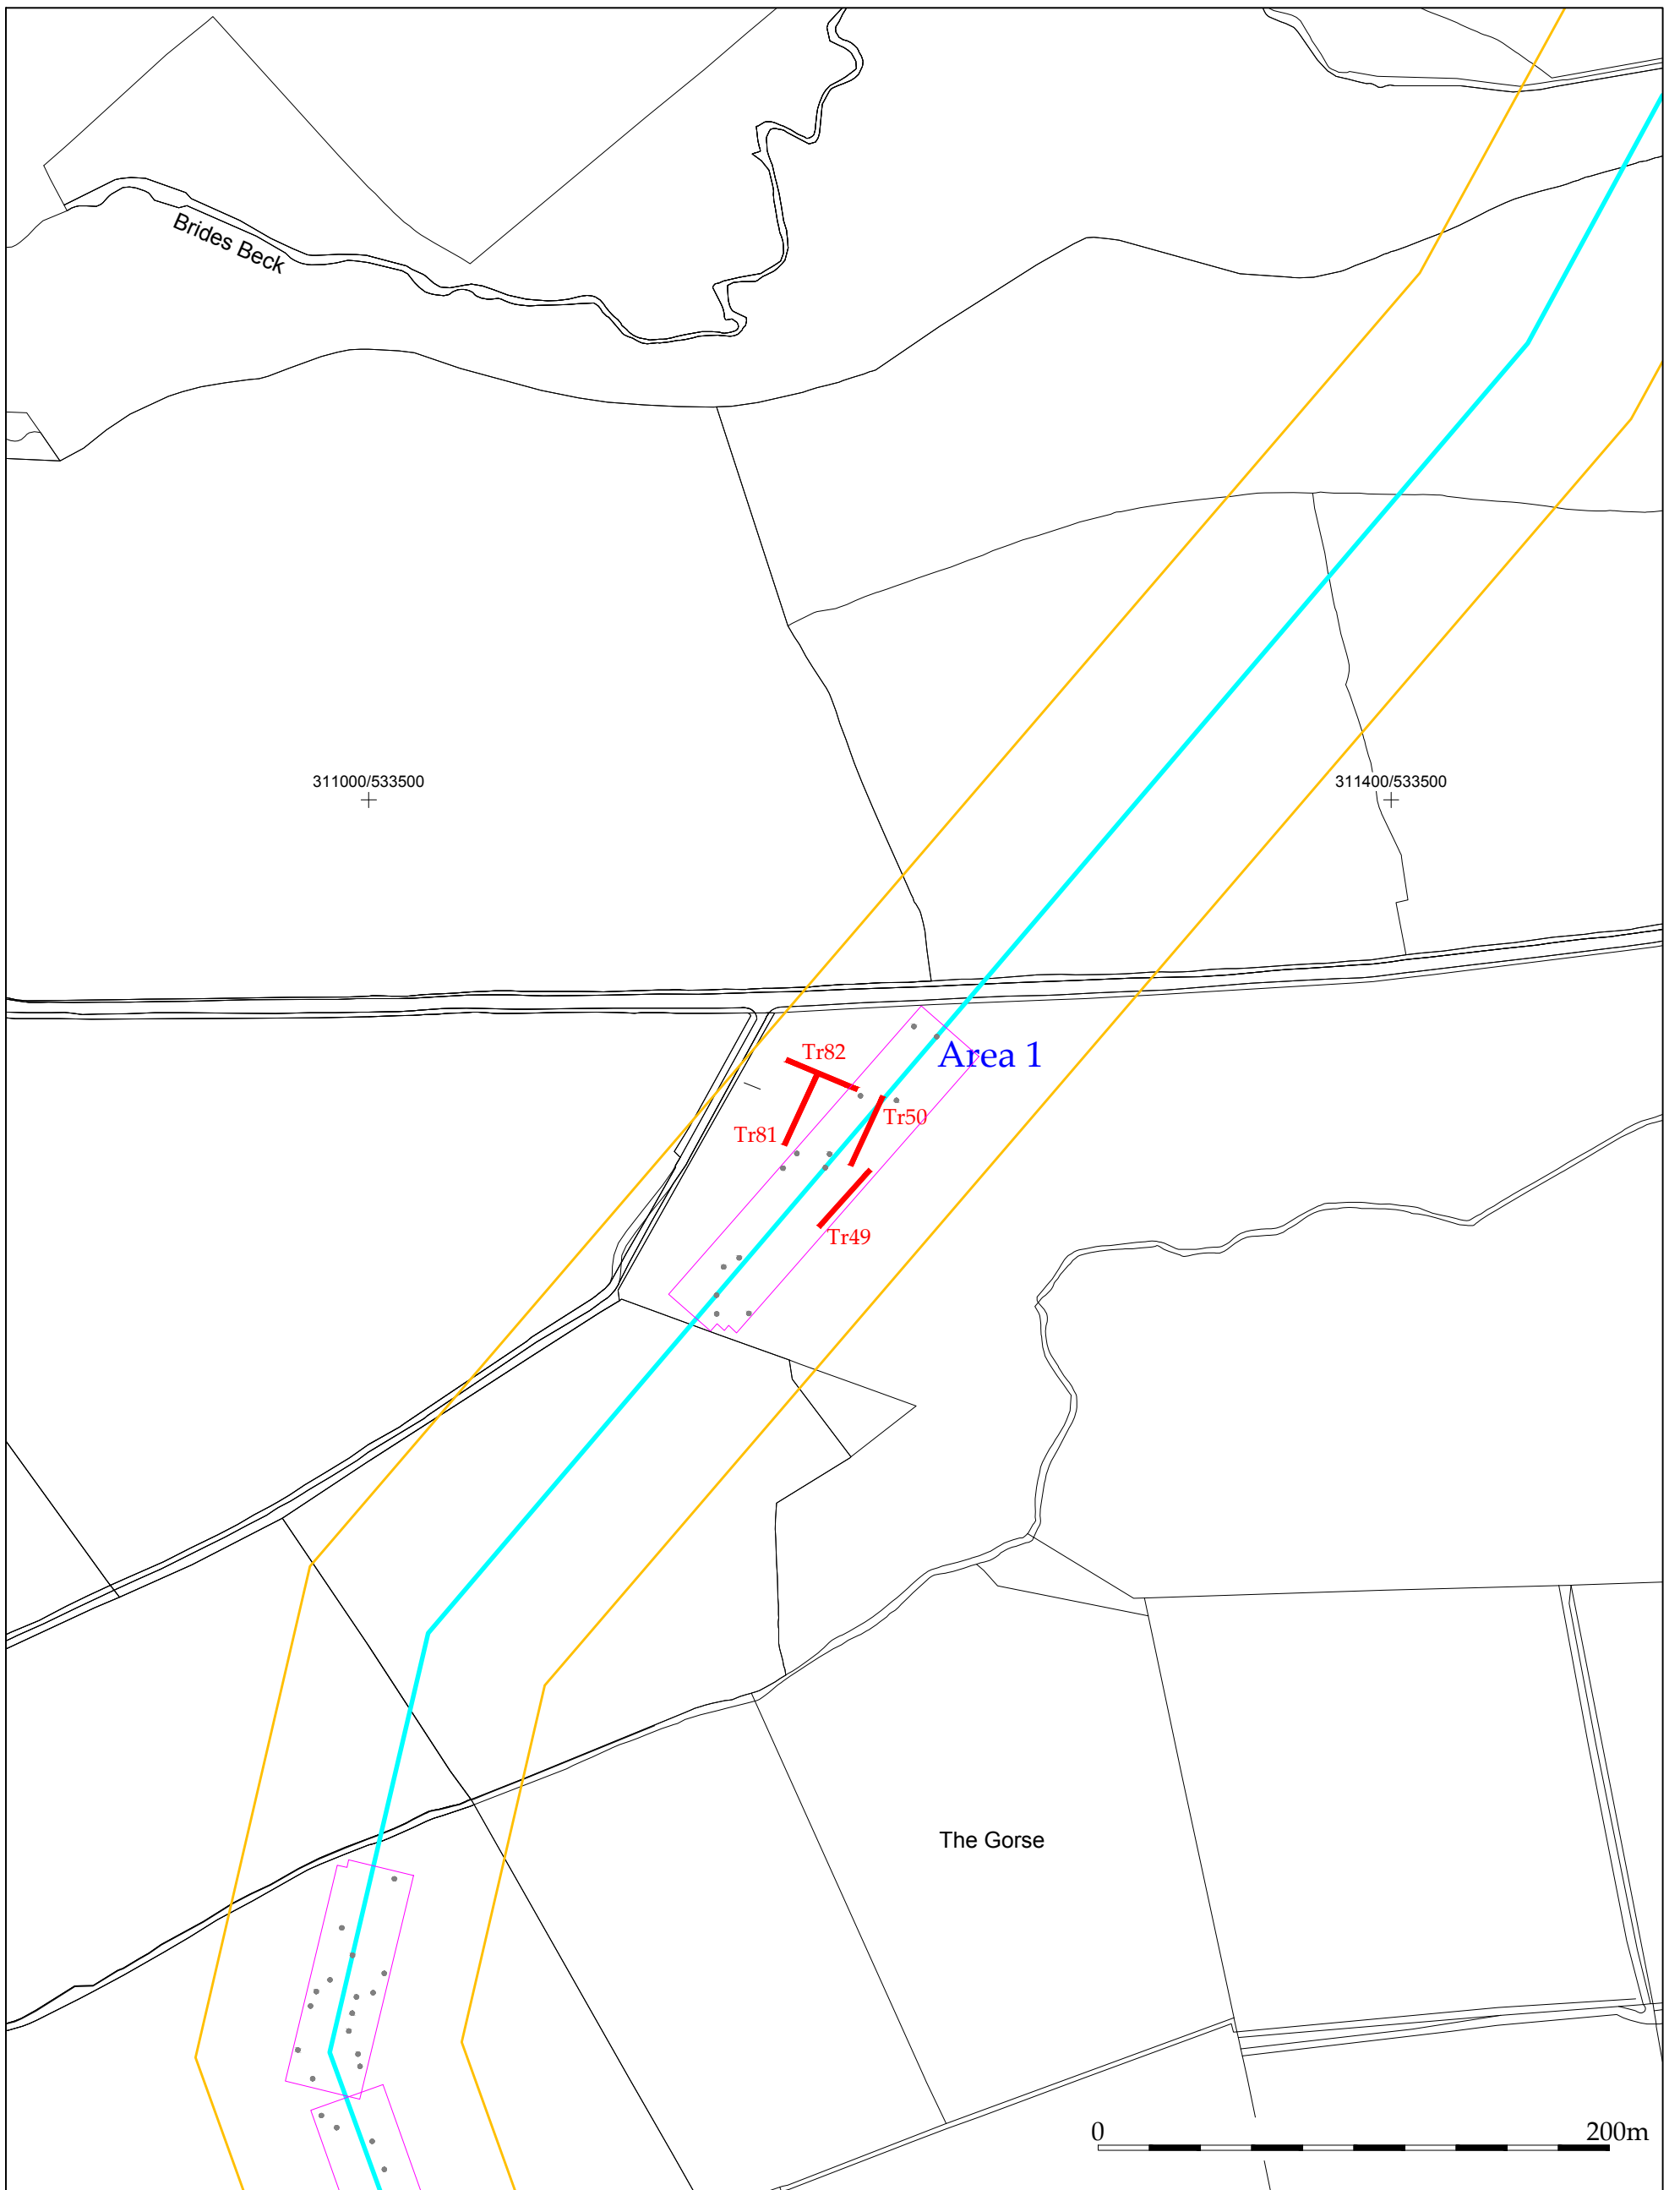 Brides Beck
311000/533500
311400/533500
Area 1
Tr82
Tr50
Tr81
Tr49
The Gorse
0 200m